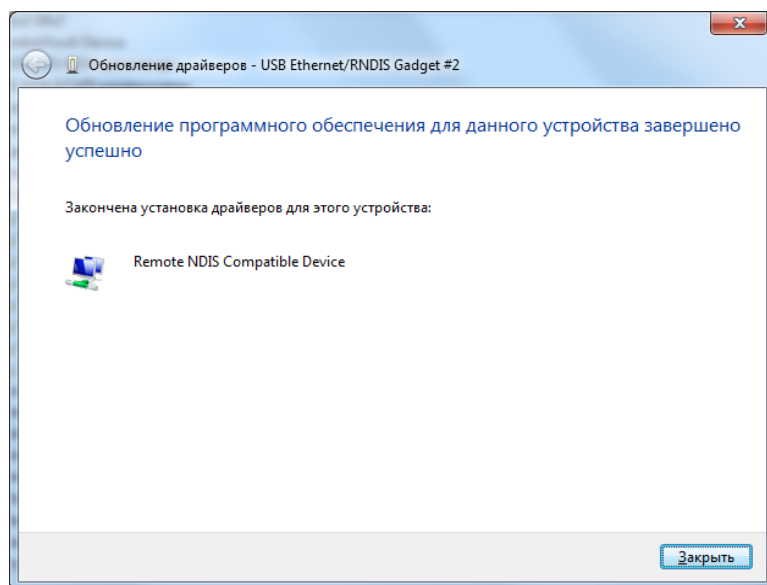 Обновление драйверов - USB Ethernet/RNDIS Gadget #2
Обновление программного обеспечения для данного устройства завершено
успешно
Закончена установка драйверов для этого устройства:
Remote NDIS Compatible Device
Закрыть